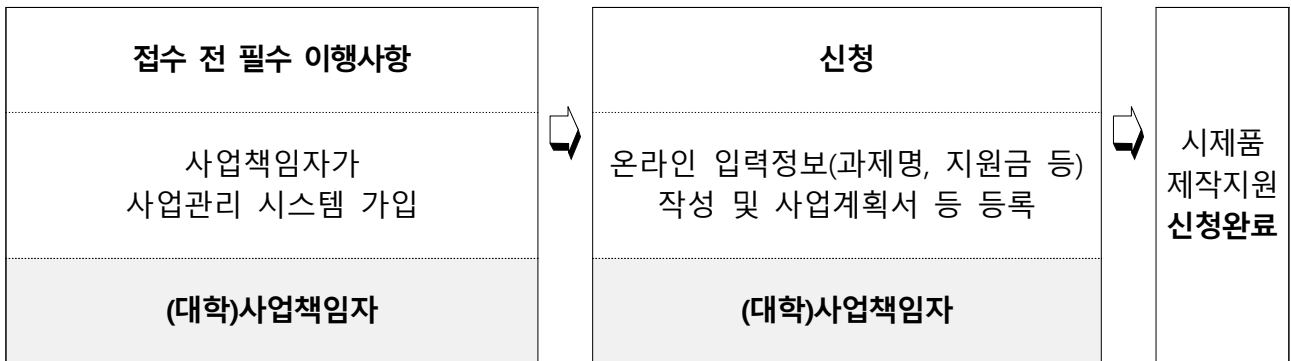 접수 전 필수 이행사항
사업책임자가
사업관리 시스템 가입
(대학)사업책임자
신청
온라인 입력정보(과제명, 지원금 등)
작성 및 사업계획서 등 등록
(대학)사업책임자
시제품
제작지원
신청완료